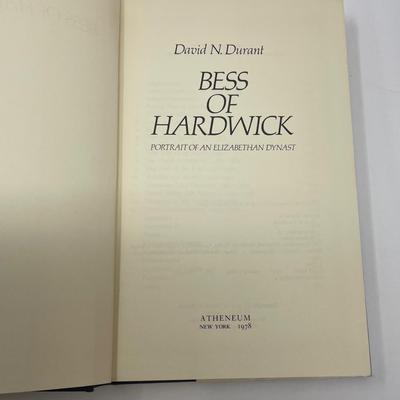 David N. Durant
BESS
OF
HARDWICK
PORTRAIT OF AN ELIZABETHAN DYNAST
ATHENEUM
NEW YORK 1978